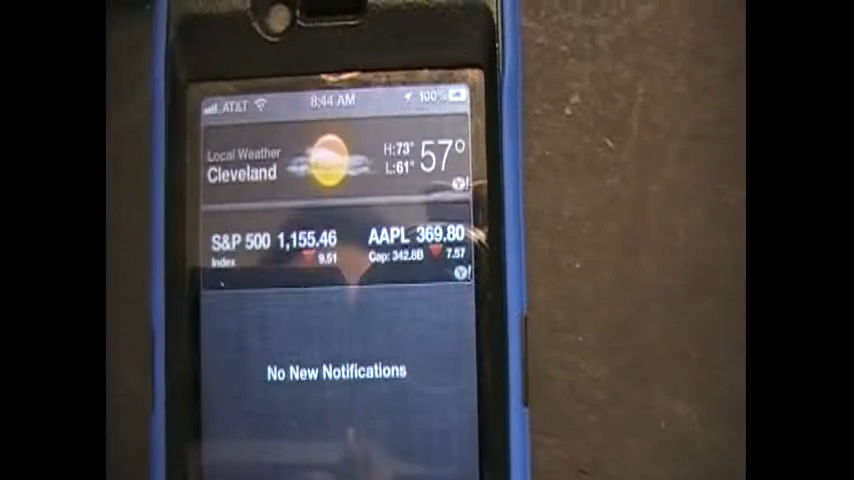 AT&T 8:44 AM 100%
Local Weather
Cleveland
H:73°
L:61°
57°
Y!
S&P 500 1,155.46
Index 9.51
AAPL 369.80
Cap: 342.8B 7.57
Y!
No New Notifications